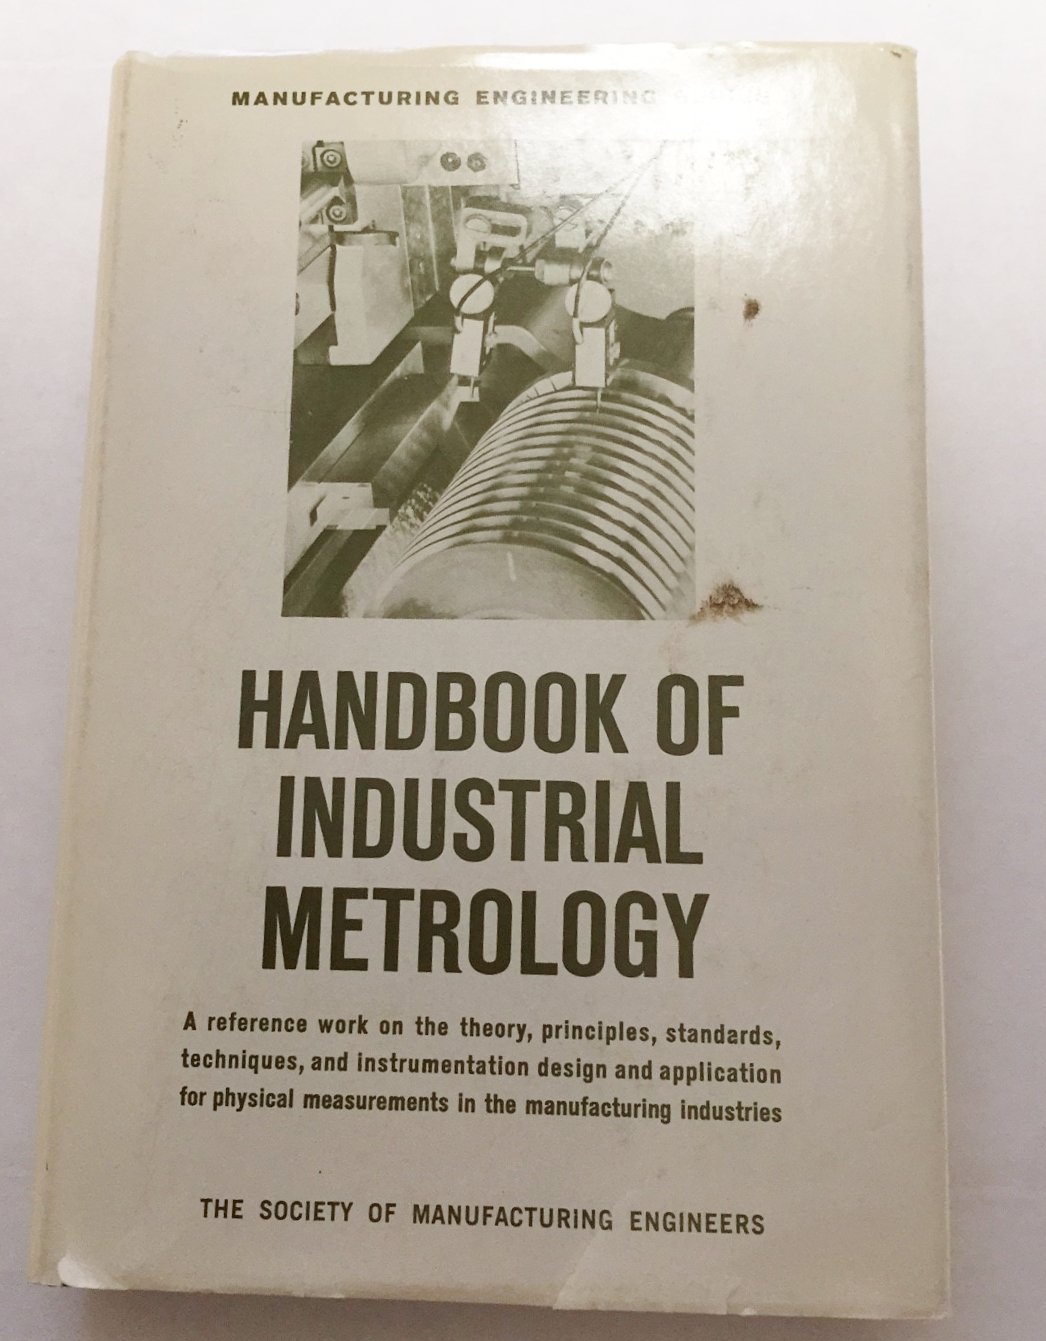 MANUFACTURING ENGINEERING
HANDBOOK OF
INDUSTRIAL
METROLOGY
A reference work on the theory, principles, standards,
techniques, and instrumentation design and application
for physical measurements in the manufacturing industries
THE SOCIETY OF MANUFACTURING ENGINEERS